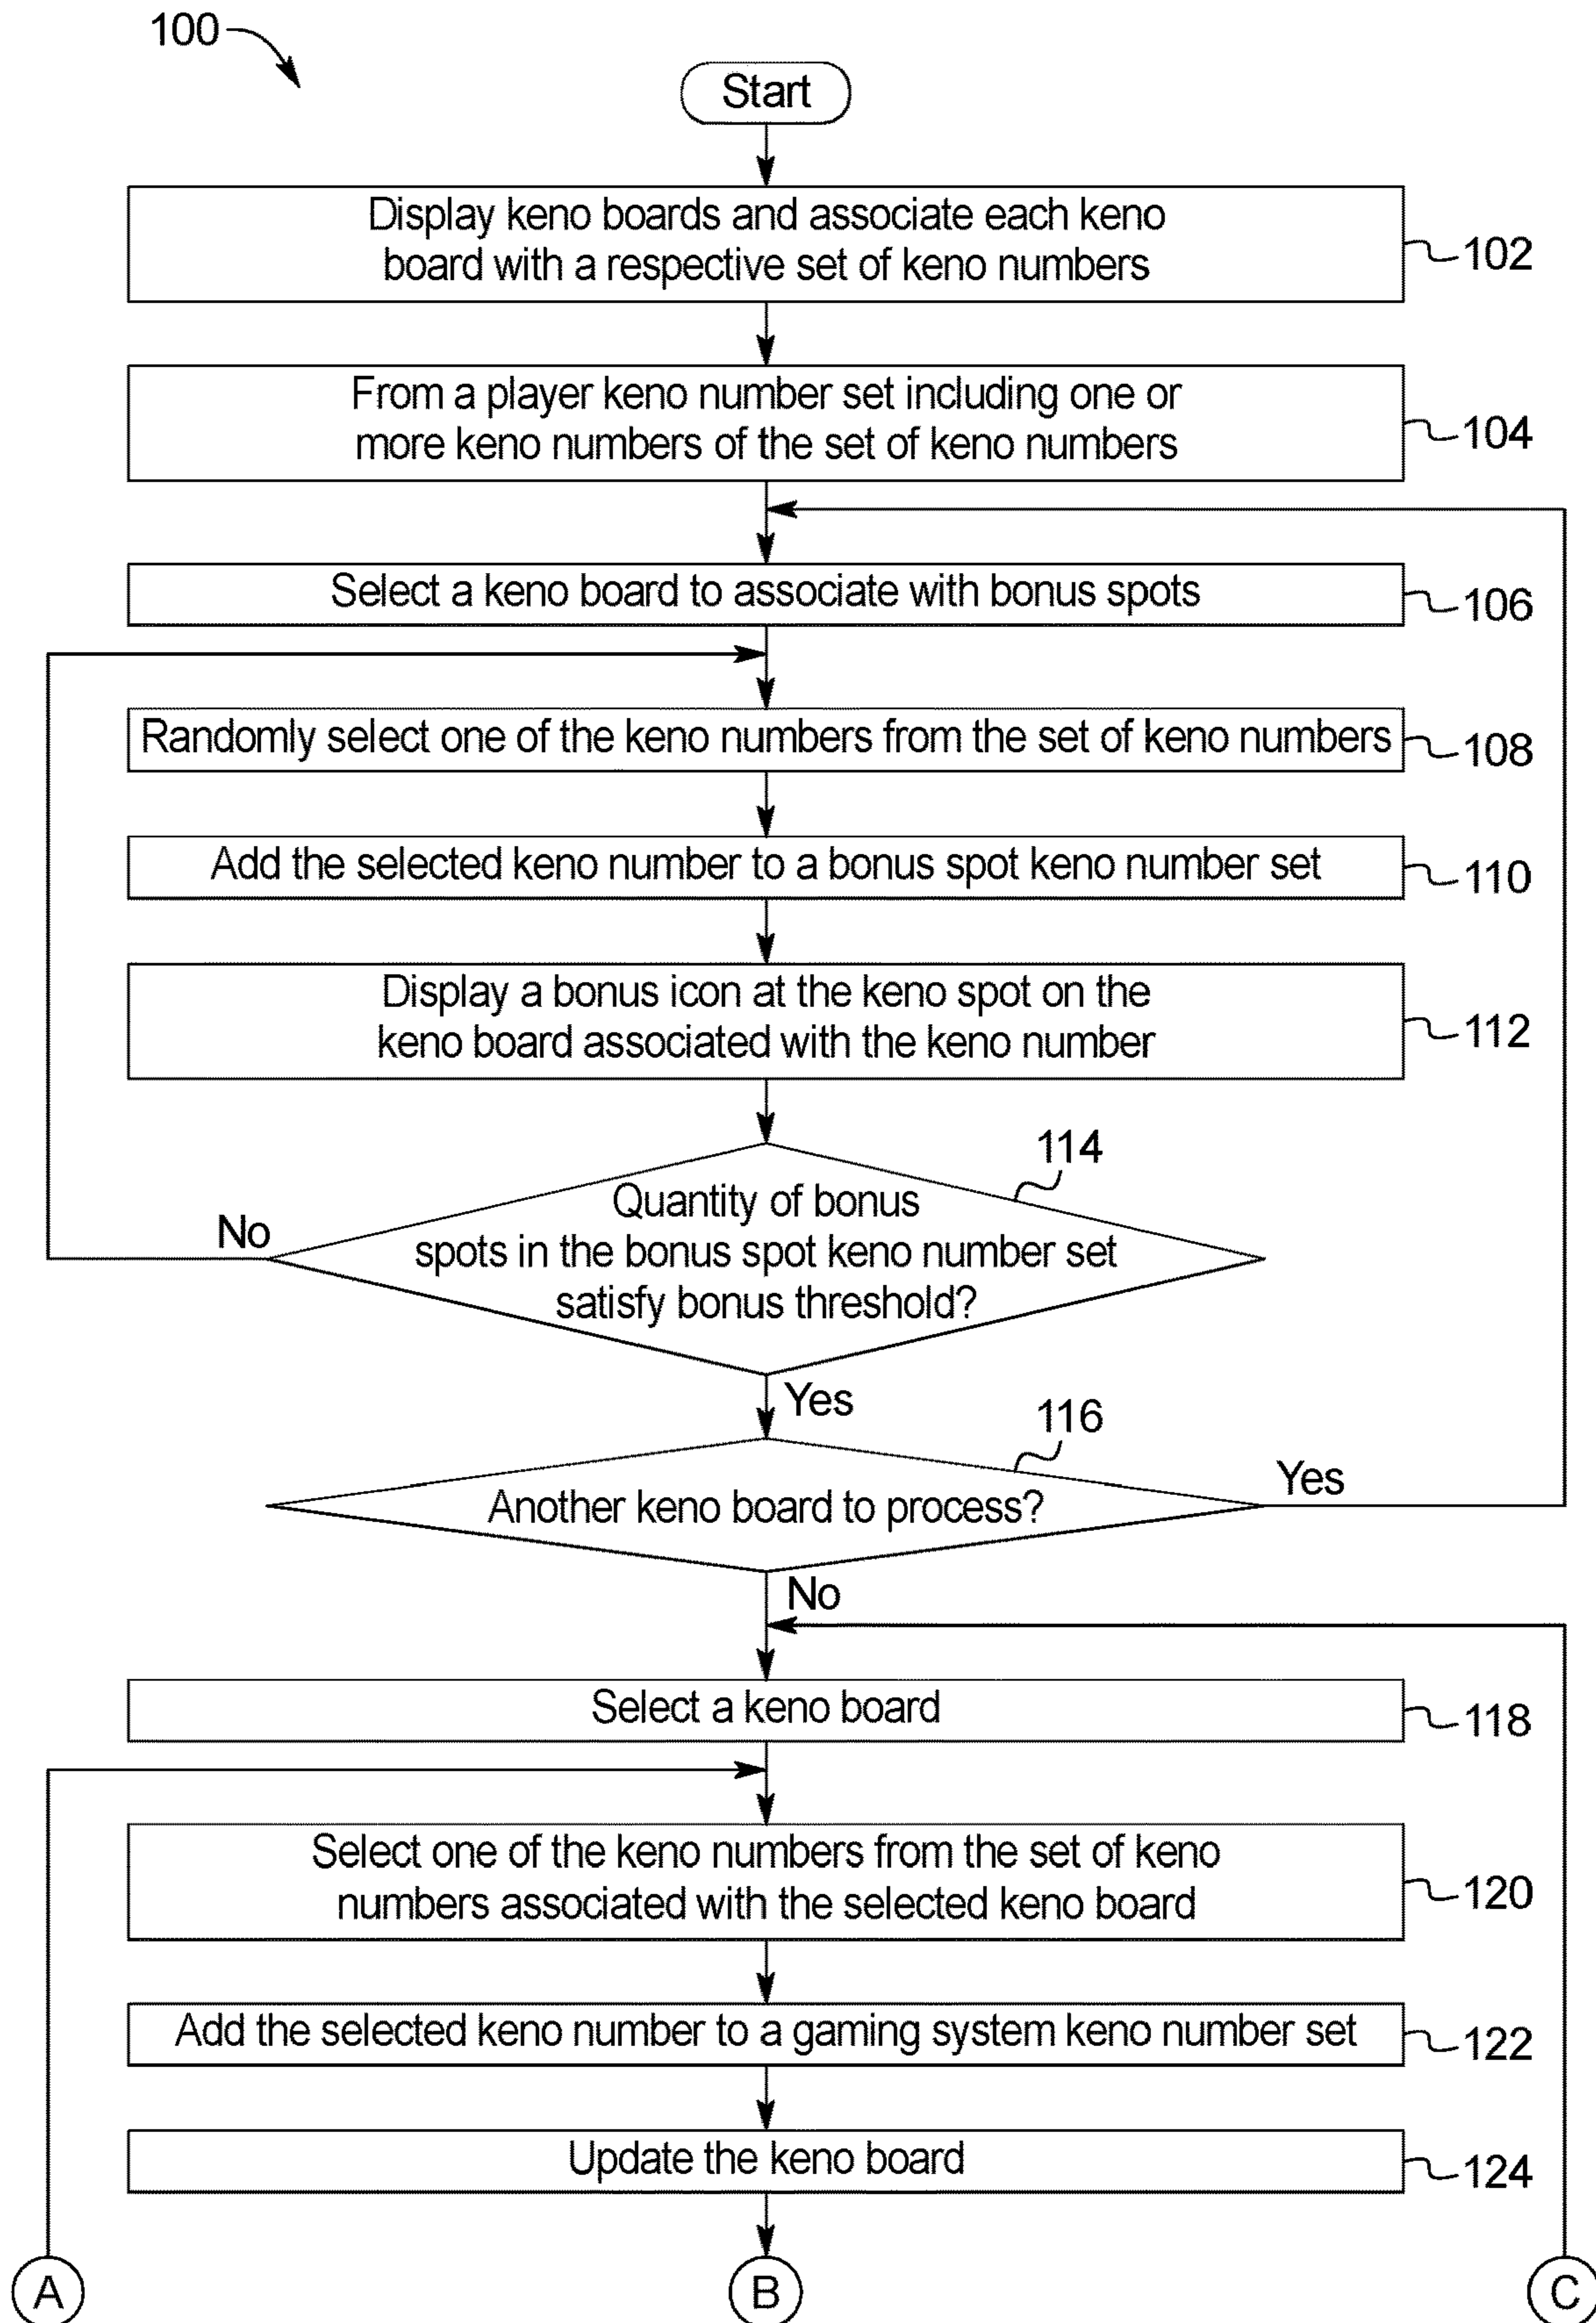 100
Start
Display keno boards and associate each keno
board with a respective set of keno numbers
102
From a player keno number set including one or
more keno numbers of the set of keno numbers
104
Select a keno board to associate with bonus spots
106
Randomly select one of the keno numbers from the set of keno numbers
108
Add the selected keno number to a bonus spot keno number set
110
Display a bonus icon at the keno spot on the
keno board associated with the keno number
112
114
Quantity of bonus
spots in the bonus spot keno number set
satisfy bonus threshold?
No
Yes
116
Another keno board to process?
Yes
No
Select a keno board
118
Select one of the keno numbers from the set of keno
numbers associated with the selected keno board
120
Add the selected keno number to a gaming system keno number set
122
Update the keno board
124
A
B
C